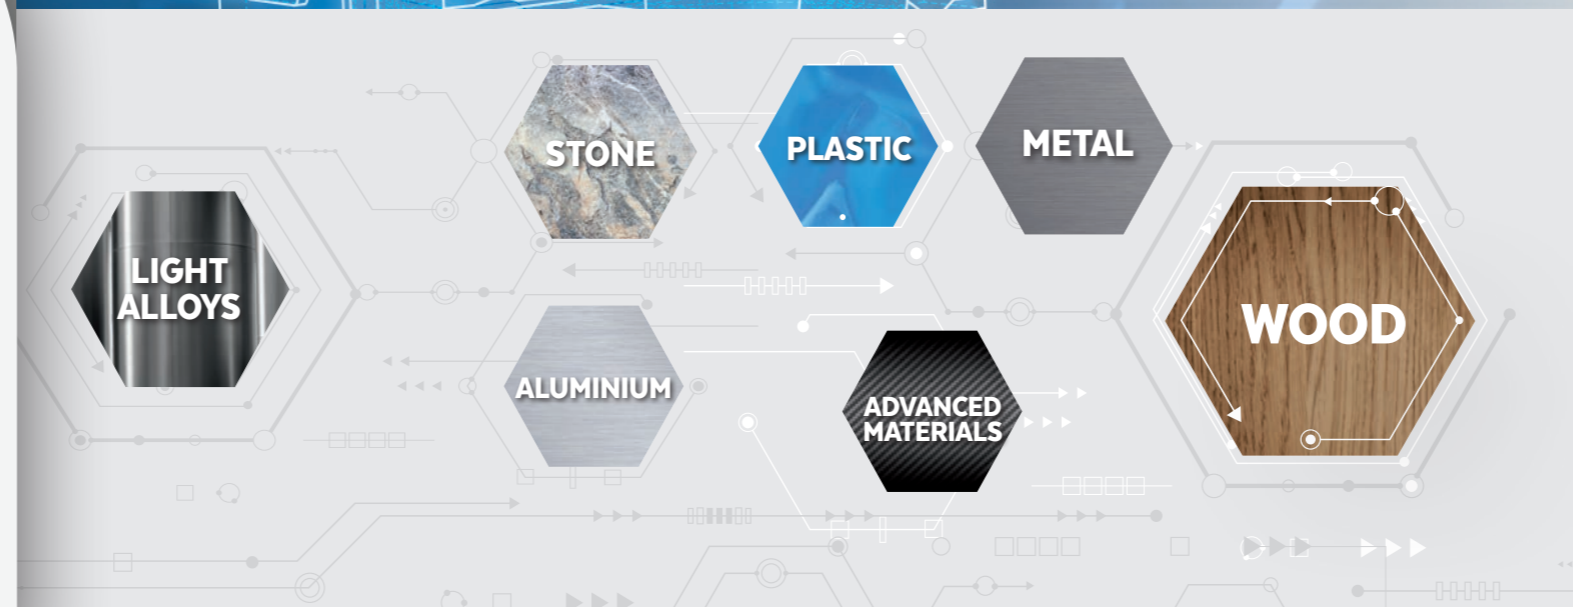 STONE
PLASTIC
METAL
LIGHT
ALLOYS
WOOD
ALUMINIUM
ADVANCED
MATERIALS